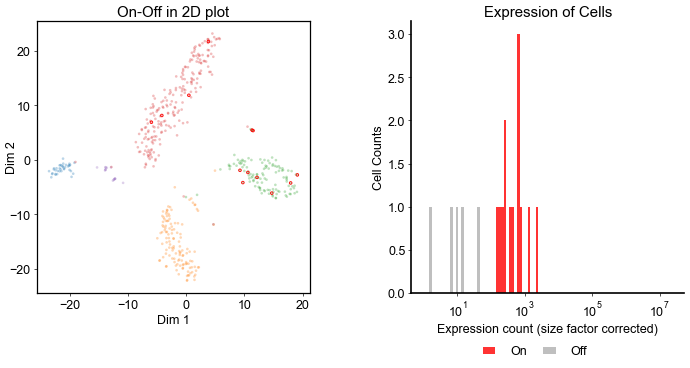 On-Off in 2D plot
Dim 2
20
10
0
−10
−20
−20 −10 0 10 20
Dim 1
Expression of Cells
Cell Counts
3.0
2.5
2.0
1.5
1.0
0.5
0.0
10^1 10^3 10^5 10^7
Expression count (size factor corrected)
On Off